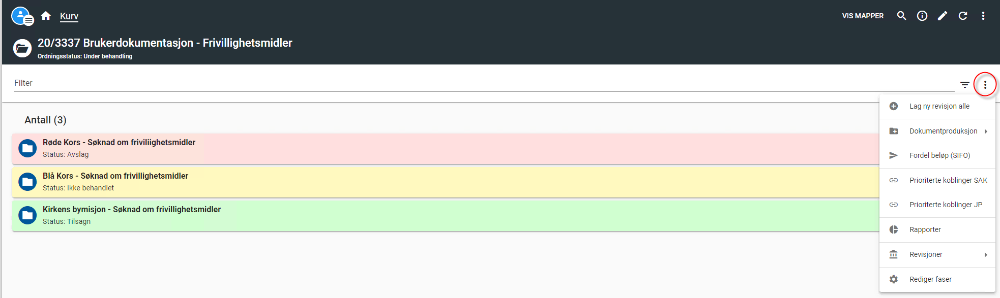 Kurv
VIS MAPPER
20/3337 Brukerdokumentasjon - Frivillighetsmidler
Ordningsstatus: Under behandling
Filter
Antall (3)
Røde Kors - Søknad om friviliighetsmidler
Status: Avslag
Blå Kors - Søknad om frivillighetsmidler
Status: Ikke behandlet
Kirkens bymisjon - Søknad om frivillighetsmidler
Status: Tilsagn
Lag ny revisjon alle
Dokumentproduksjon
Fordel beløp (SIFO)
Prioriterte koblinger SAK
Prioriterte koblinger JP
Rapporter
Revisjoner
Rediger faser